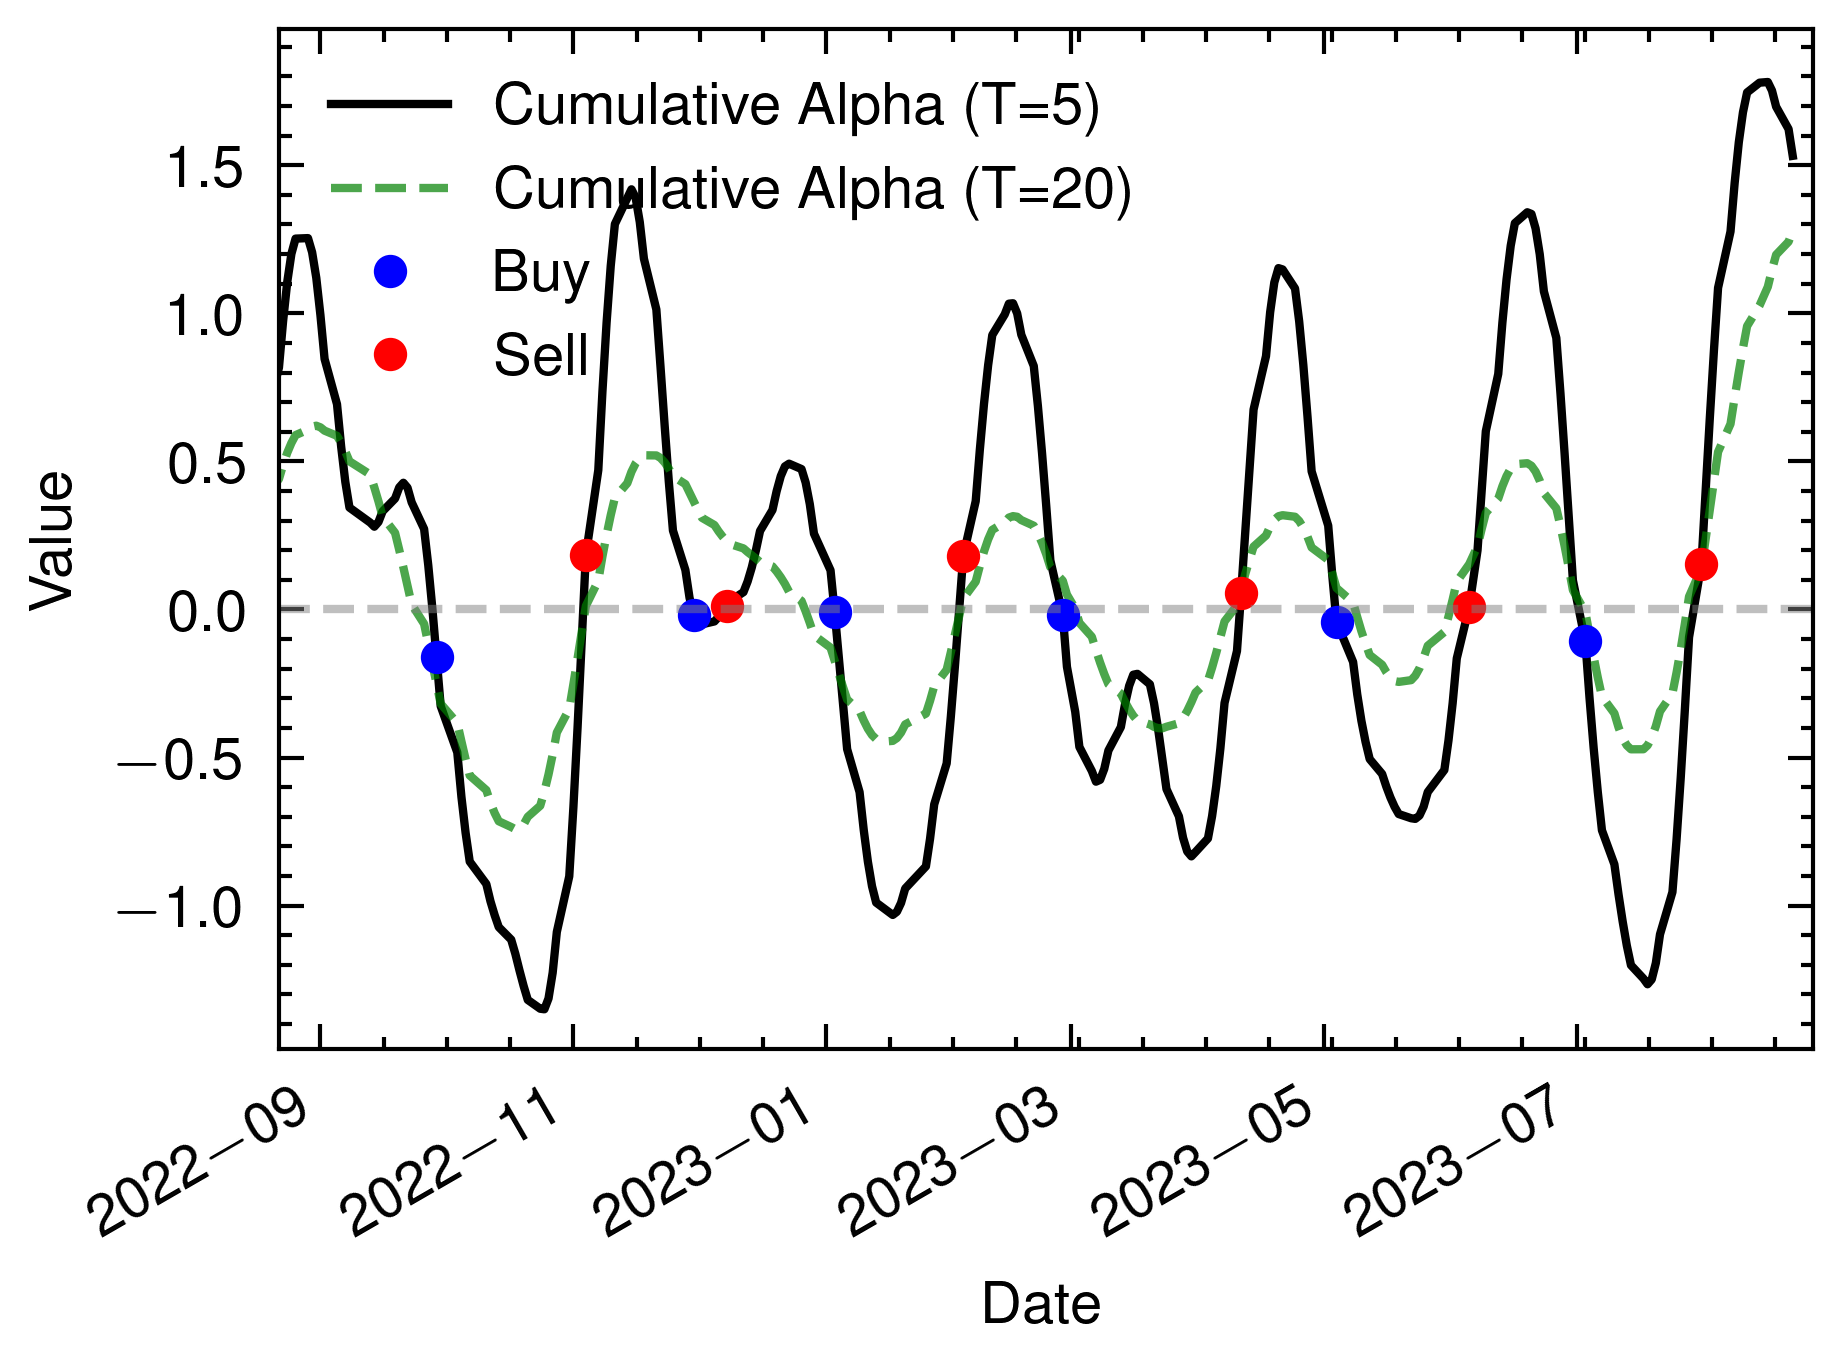 Cumulative Alpha (T=5)
Cumulative Alpha (T=20)
Buy
Sell
Value
1.5
1.0
0.5
0.0
−0.5
−1.0
2022−09
2022−11
2023−01
2023−03
2023−05
2023−07
Date